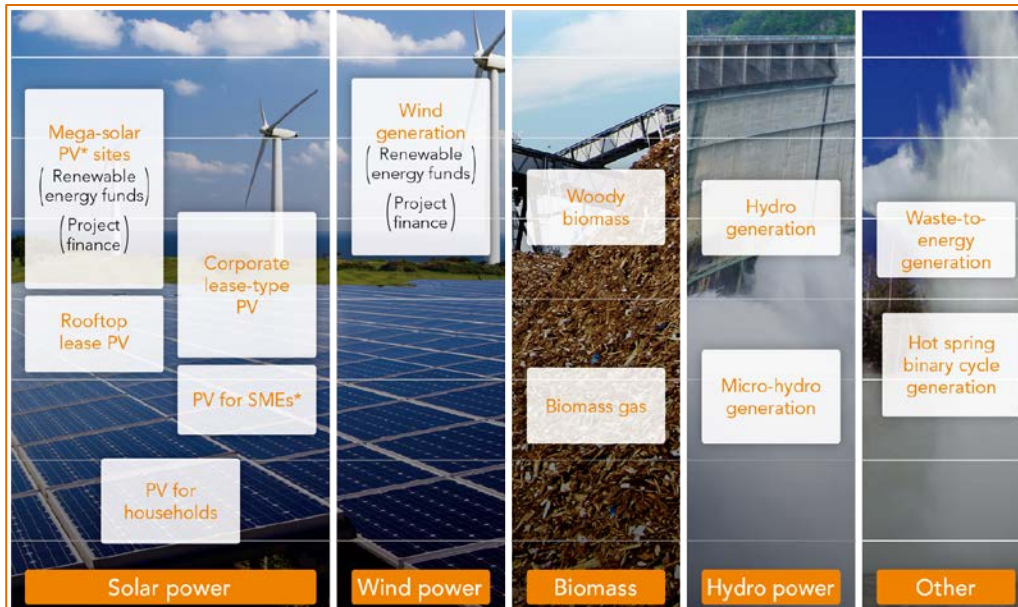 Mega-solar
PV* sites
(Renewable
energy funds)
(Project
finance)
Rooftop
lease PV
Corporate
lease-type
PV
PV for SMEs*
PV for
households
Solar power
Wind
generation
(Renewable
energy funds)
(Project
finance)
Wind power
Woody
biomass
Biomass gas
Biomass
Hydro
generation
Micro-hydro
generation
Hydro power
Waste-to-
energy
generation
Hot spring
binary cycle
generation
Other